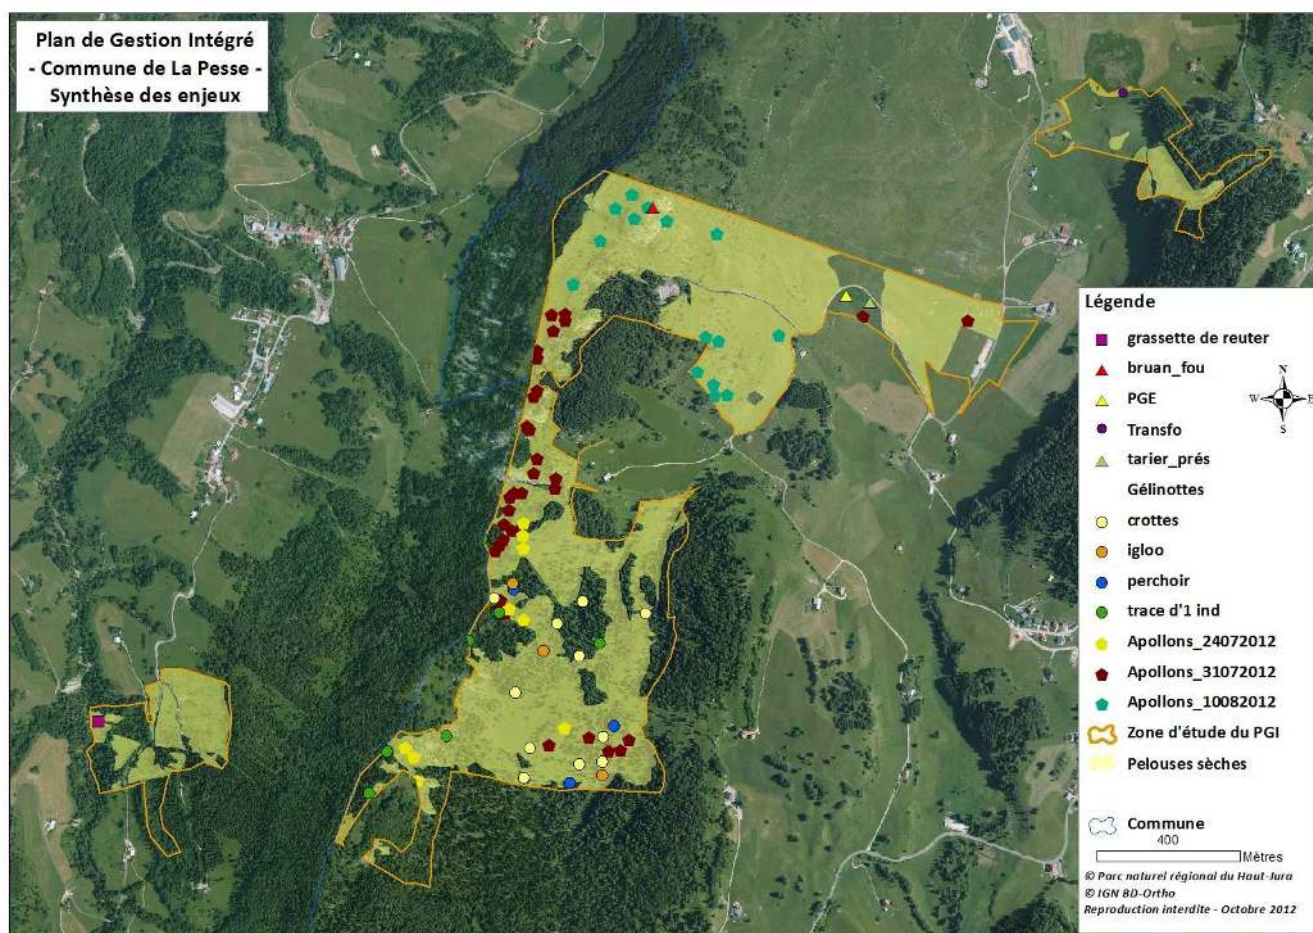 Plan de Gestion Intégré
- Commune de La Pesse -
Synthèse des enjeux
Légende
grassette de reuter
bruan_fou
PGE
Transfo
tarier_prés
Gélinottes
crottes
igloo
perchoir
trace d'1 ind
Apollons_24072012
Apollons_31072012
Apollons_10082012
Zone d'étude du PGI
Pelouses sèches
Commune
400
Mètres
© Parc naturel régional du Haut-Jura
© IGN BD-Ortho
Reproduction interdite - Octobre 2012
N
W E
S